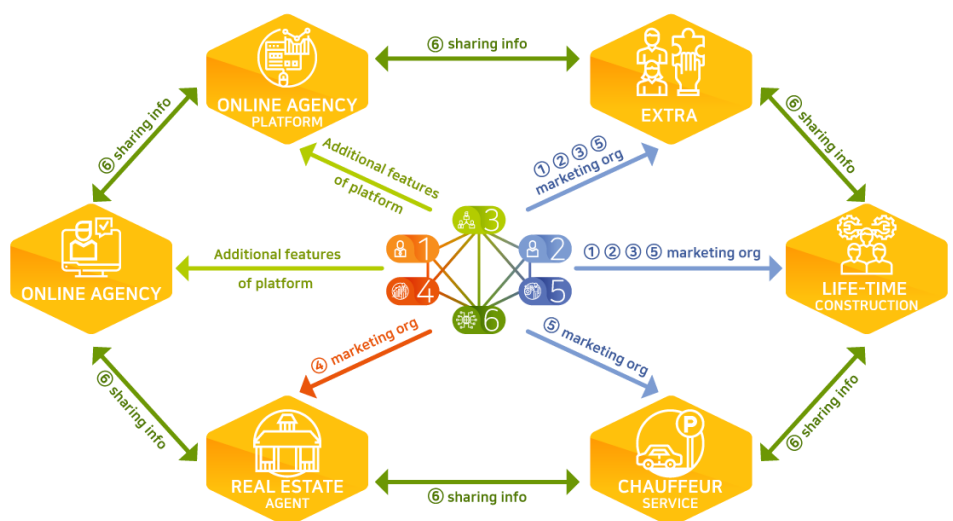 ⑥ sharing info
ONLINE AGENCY
PLATFORM
EXTRA
⑥ sharing info
⑥ sharing info
Additional features
of platform
① ② ③ ⑤
marketing org
3
1
2
ONLINE AGENCY
Additional features
of platform
① ② ③ ⑤ marketing org
LIFE-TIME
CONSTRUCTION
4
5
6
④ marketing org
⑤ marketing org
⑥ sharing info
⑥ sharing info
P
REAL ESTATE
AGENT
⑥ sharing info
CHAUFFEUR
SERVICE